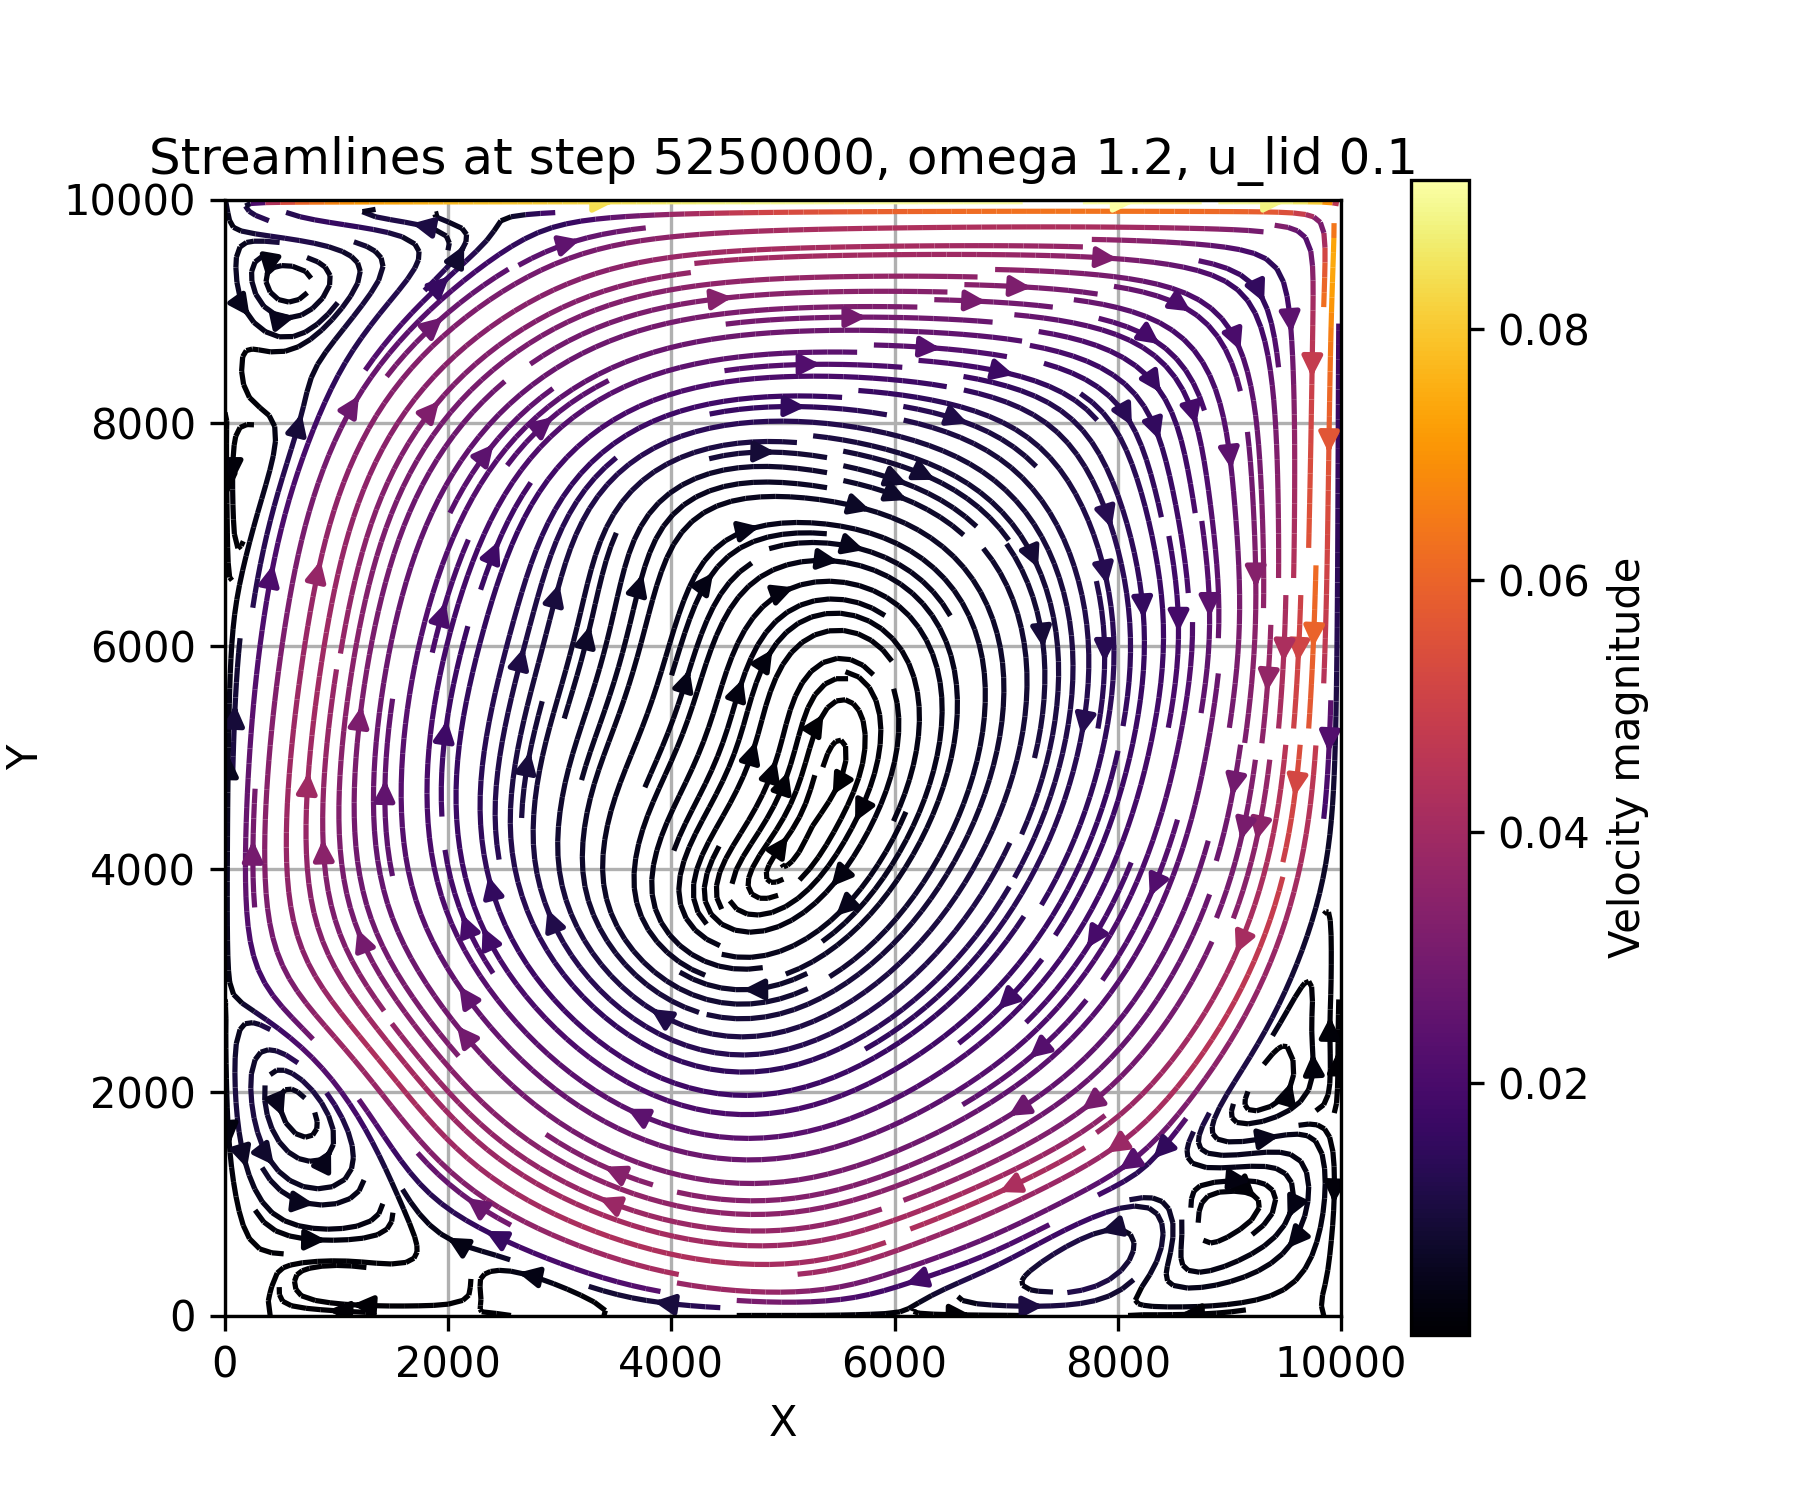 Streamlines at step 5250000, omega 1.2, u_lid 0.1
10000
8000
6000
4000
2000
0
Y
0 2000 4000 6000 8000 10000
X
0.08
0.06
0.04
0.02
Velocity magnitude